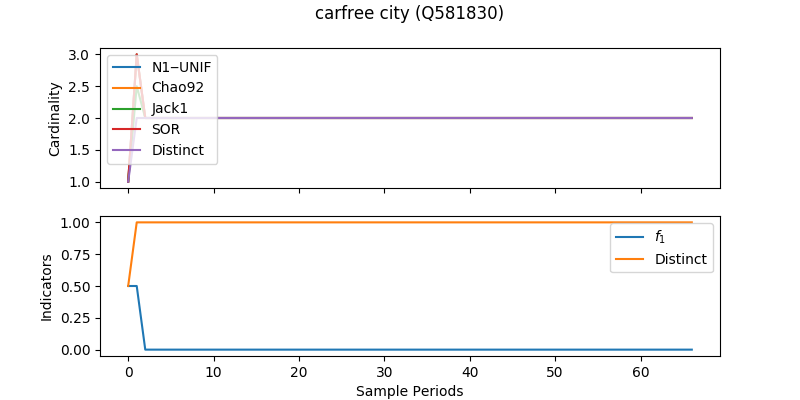 carfree city (Q581830)
Cardinality
3.0
2.5
2.0
1.5
1.0
N1−UNIF
Chao92
Jack1
SOR
Distinct
Indicators
1.00
0.75
0.50
0.25
0.00
f1
Distinct
0 10 20 30 40 50 60
Sample Periods